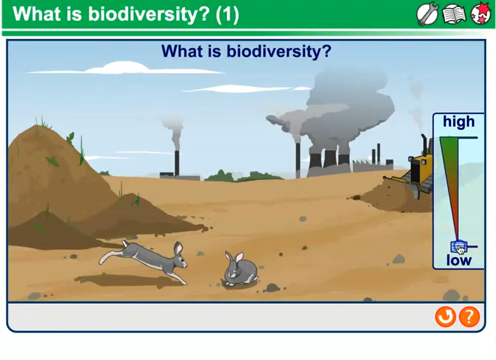 What is biodiversity? (1)
What is biodiversity?
high
low
?